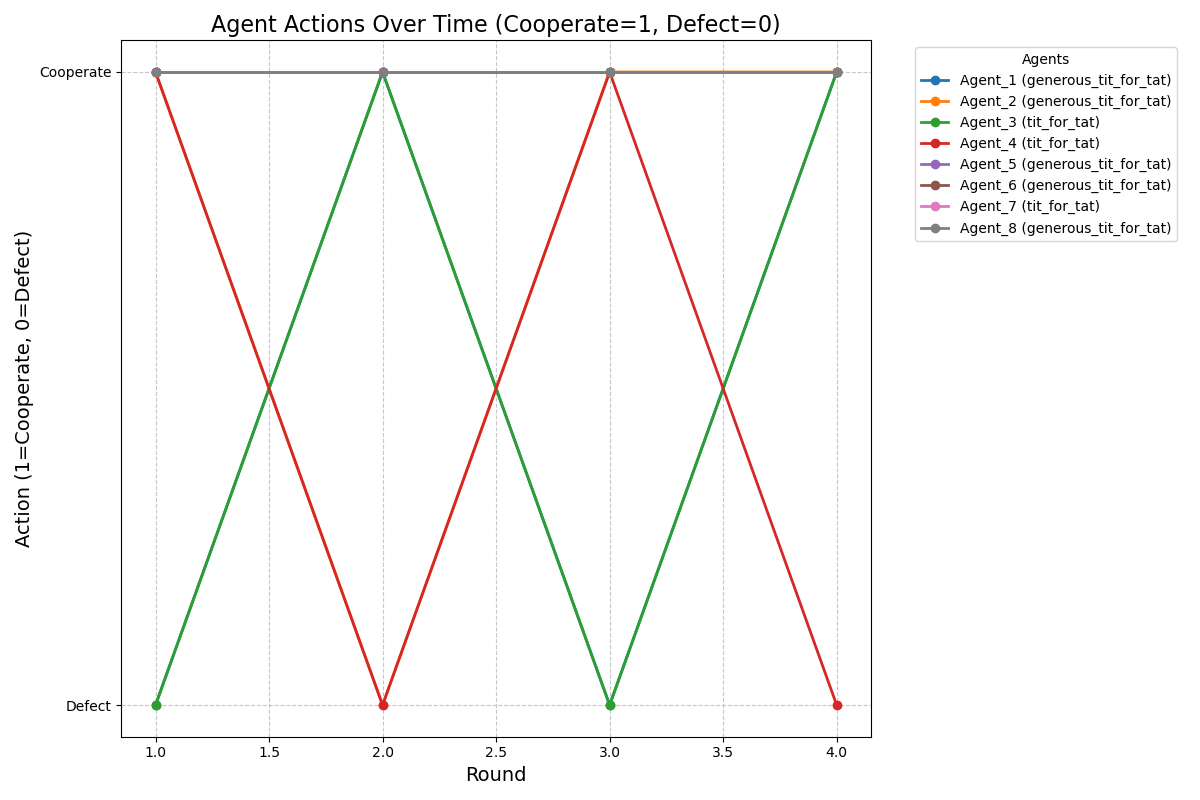 Agent Actions Over Time (Cooperate=1, Defect=0)
Action (1=Cooperate, 0=Defect)
Cooperate
Defect
1.0 1.5 2.0 2.5 3.0 3.5 4.0
Round
Agents
Agent_1 (generous_tit_for_tat)
Agent_2 (generous_tit_for_tat)
Agent_3 (tit_for_tat)
Agent_4 (tit_for_tat)
Agent_5 (generous_tit_for_tat)
Agent_6 (generous_tit_for_tat)
Agent_7 (tit_for_tat)
Agent_8 (generous_tit_for_tat)